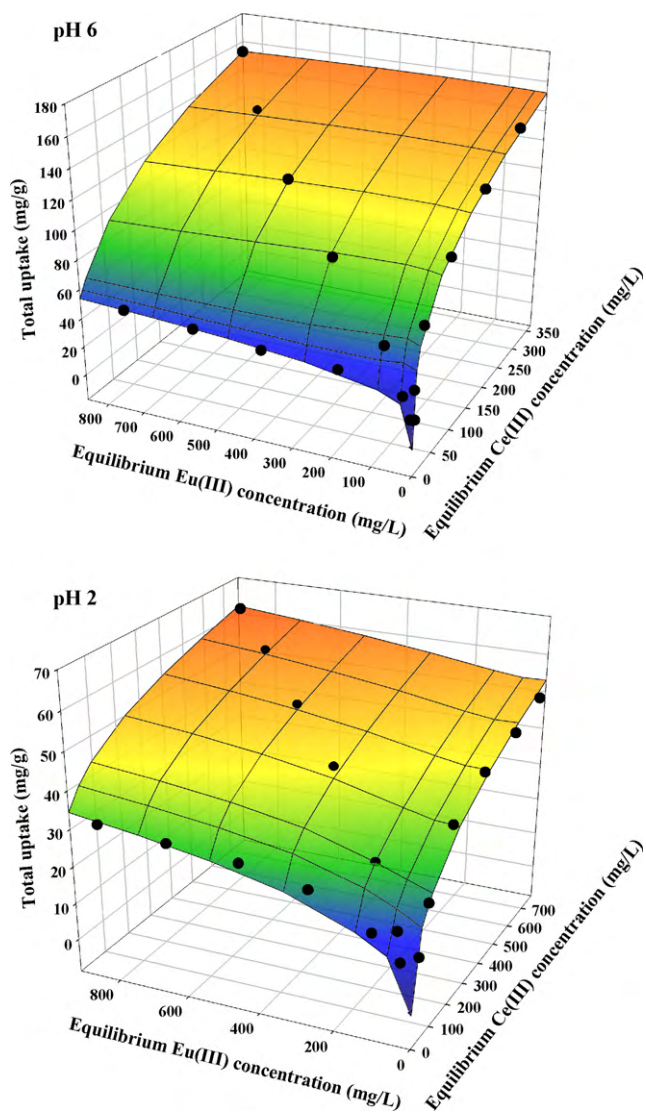 pH 6
180
160
140
120
100
80
60
40
20
0
Total uptake (mg/g)
800 700 600 500 400 300 200 100 0
Equilibrium Eu(III) concentration (mg/L)
0 50 100 150 200 250 300 350
Equilibrium Ce(III) concentration (mg/L)
pH 2
70
60
50
40
30
20
10
0
Total uptake (mg/g)
800 600 400 200 0
Equilibrium Eu(III) concentration (mg/L)
0 100 200 300 400 500 600 700
Equilibrium Ce(III) concentration (mg/L)